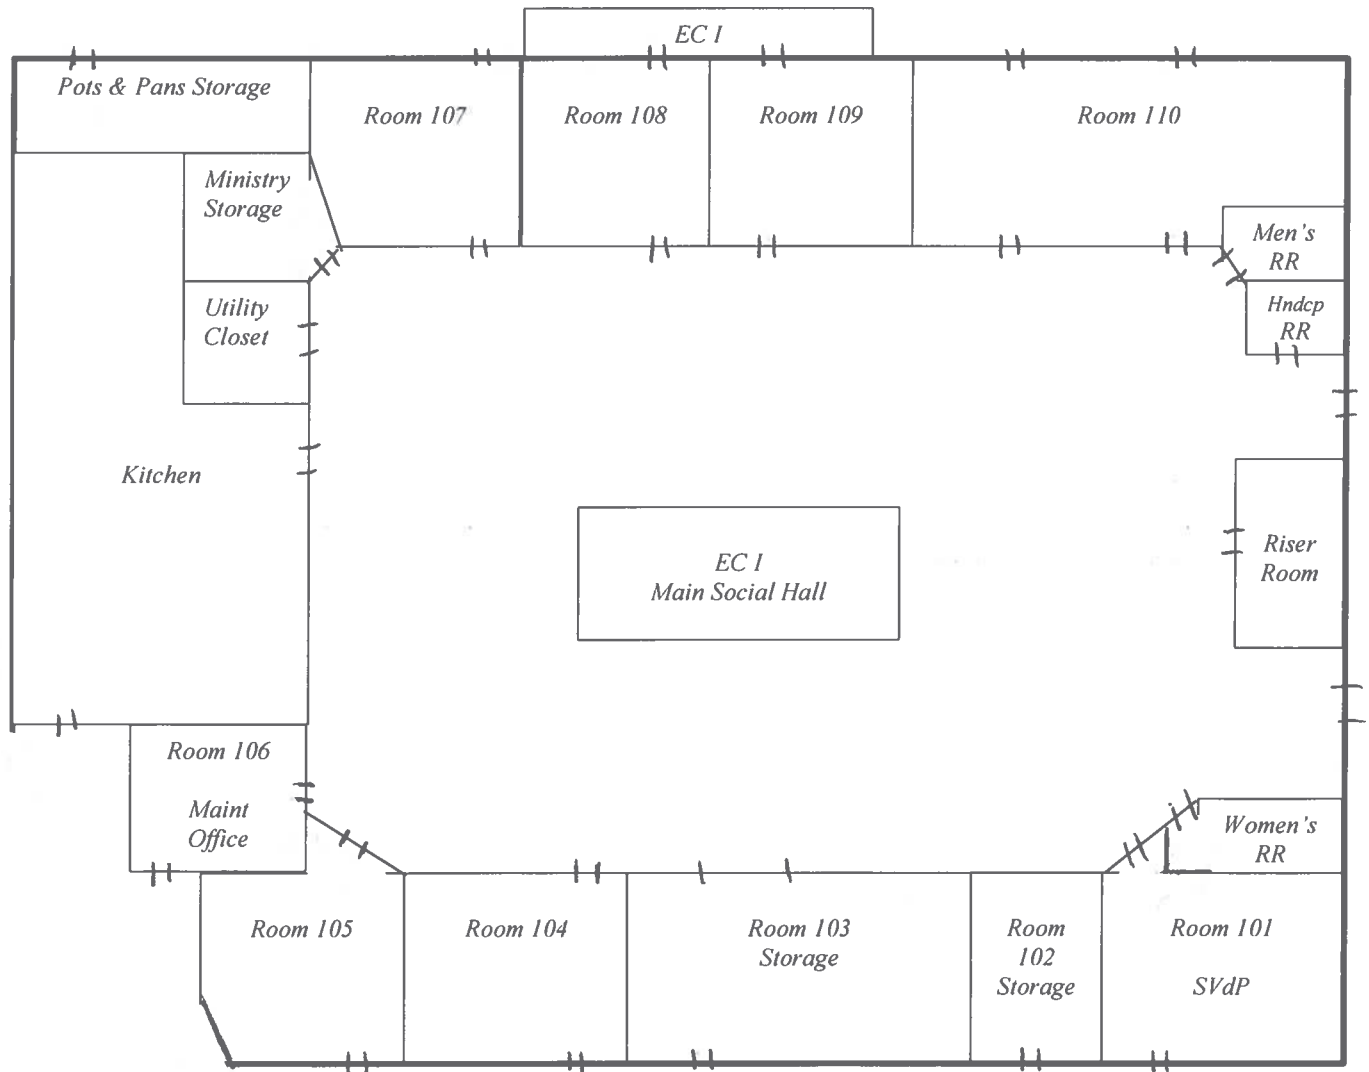 EC I
Pots & Pans Storage
Room 107
Room 108
Room 109
Room 110
Ministry
Storage
Men's
RR
Utility
Closet
Hndcp
RR
Kitchen
EC I
Main Social Hall
Riser
Room
Room 106
Maint
Office
Women's
RR
Room 105
Room 104
Room 103
Storage
Room
102
Storage
Room 101
SVdP